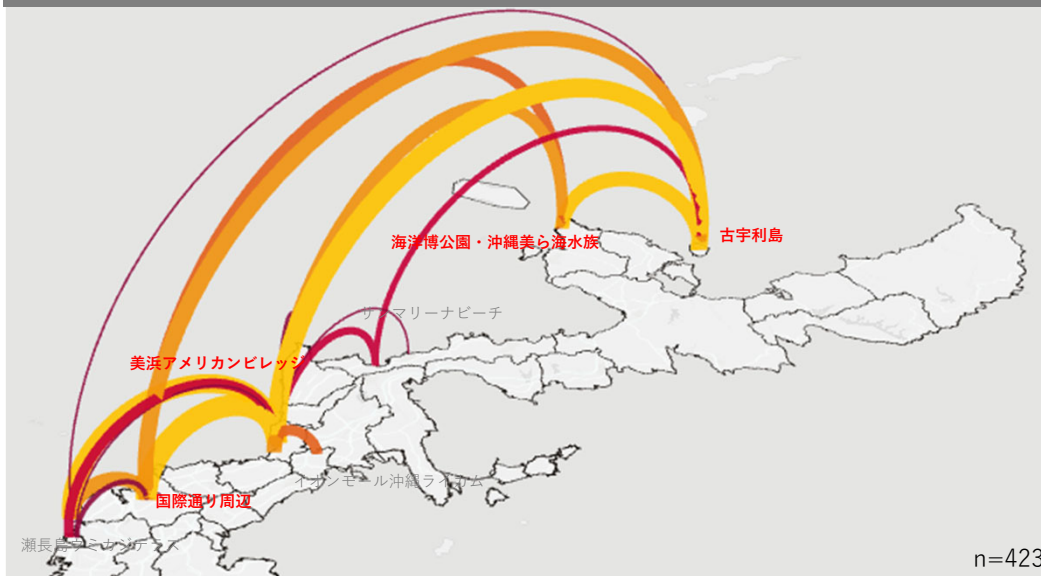 海洋博公園・沖縄美ら海水族
古宇利島
サンマリーナビーチ
美浜アメリカンビレッジ
イオンモール沖縄ライカム
国際通り周辺
瀬長島ウミカジテラス
n=423